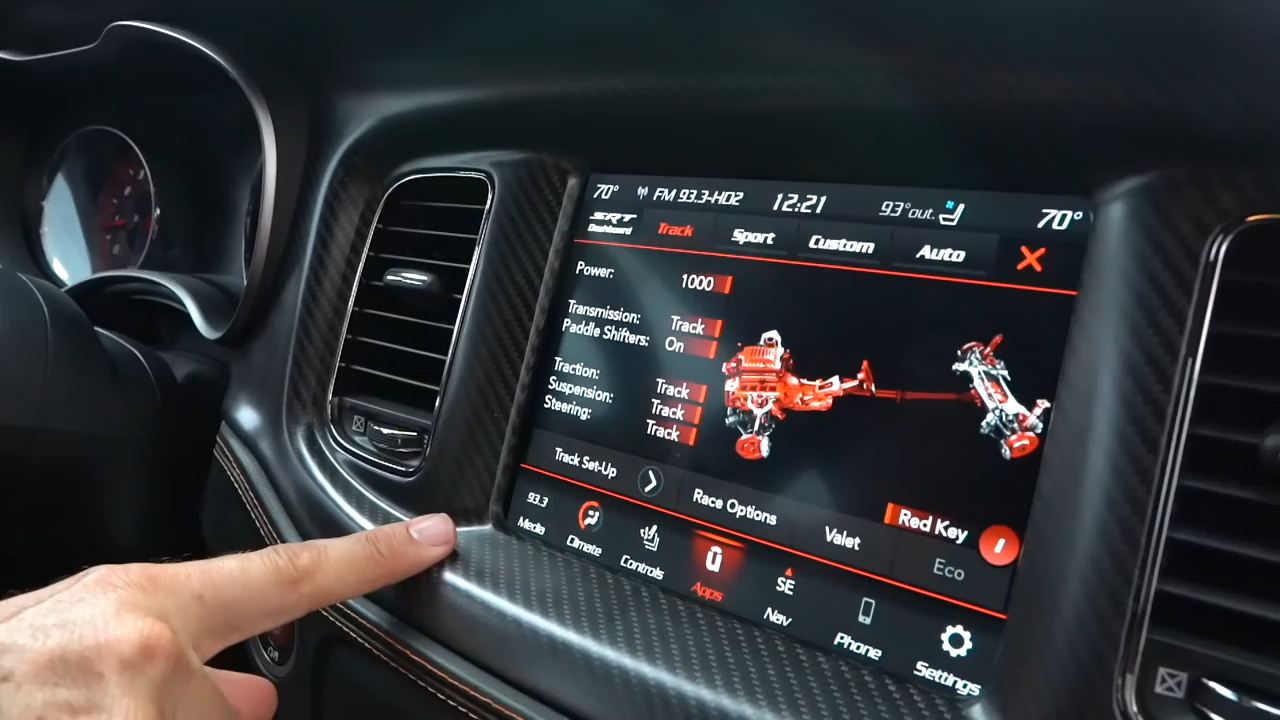 70° FM 93.3-HD2 12:21 93°out. 70°
SRT Dashboard Track Sport Custom Auto
Power: 1000
Transmission: Track
Paddle Shifters: On
Traction: Track
Suspension: Track
Steering: Track
Track Set-Up Race Options Valet Red Key
Eco
93.3 SE
Media Climate Controls Apps Nav Phone Settings